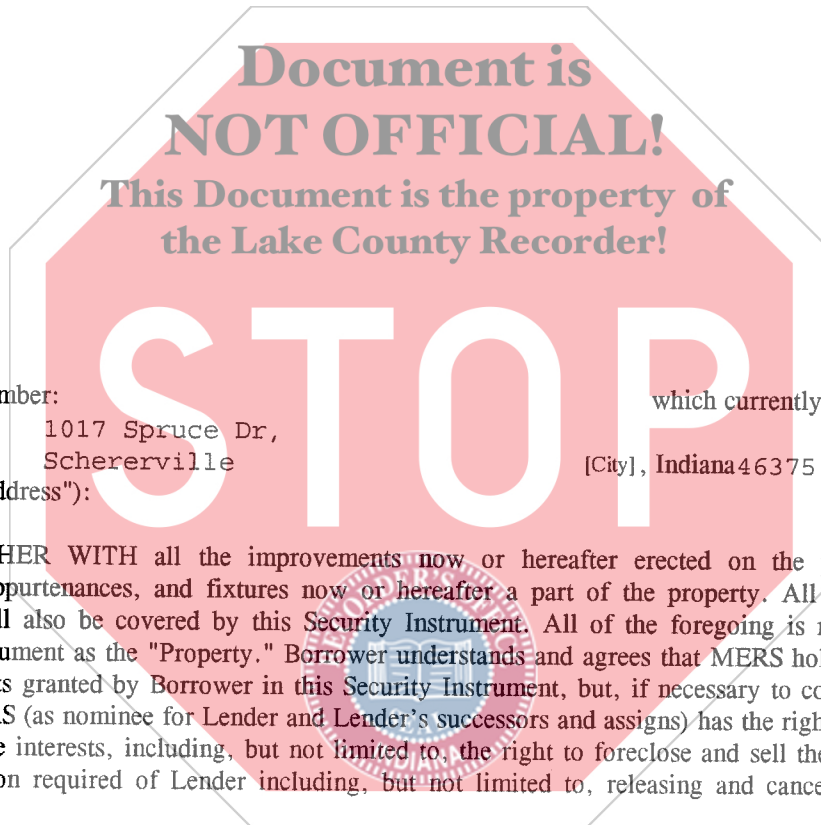 Document is
NOT OFFICIAL!
This Document is the property of
the Lake County Recorder!
STOP
mber: which currently
1017 Spruce Dr,
Schererville [City], Indiana 46375
ddress"):
HER WITH all the improvements now or hereafter erected on the
ppurtenances, and fixtures now or hereafter a part of the property. All
ll also be covered by this Security Instrument. All of the foregoing is r
ument as the "Property." Borrower understands and agrees that MERS hol
ts granted by Borrower in this Security Instrument, but, if necessary to co
RS (as nominee for Lender and Lender's successors and assigns) has the righ
e interests, including, but not limited to, the right to foreclose and sell the
on required of Lender including, but not limited to, releasing and cance
RECORDER'S OFFICE
INDIANA